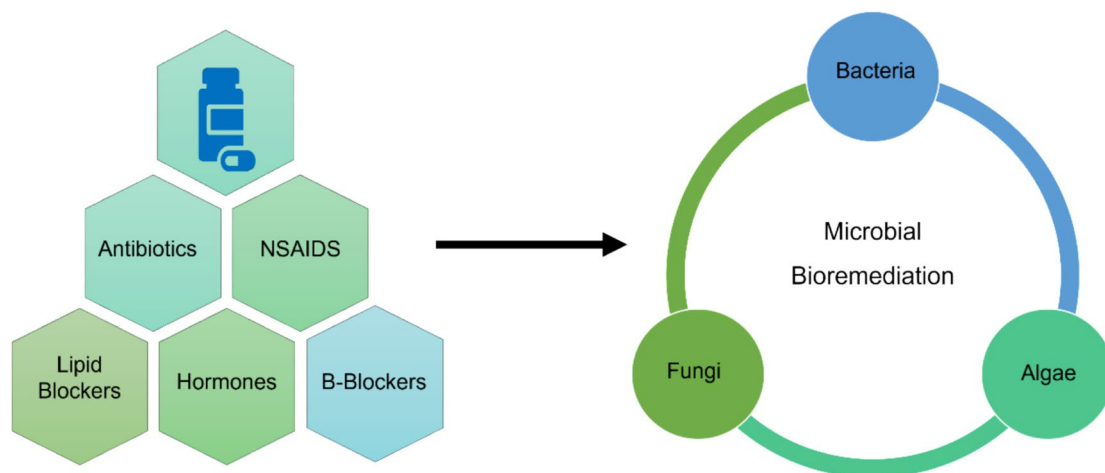 Antibiotics
NSAIDS
Lipid
Blockers
Hormones
B-Blockers
Bacteria
Microbial
Bioremediation
Fungi
Algae